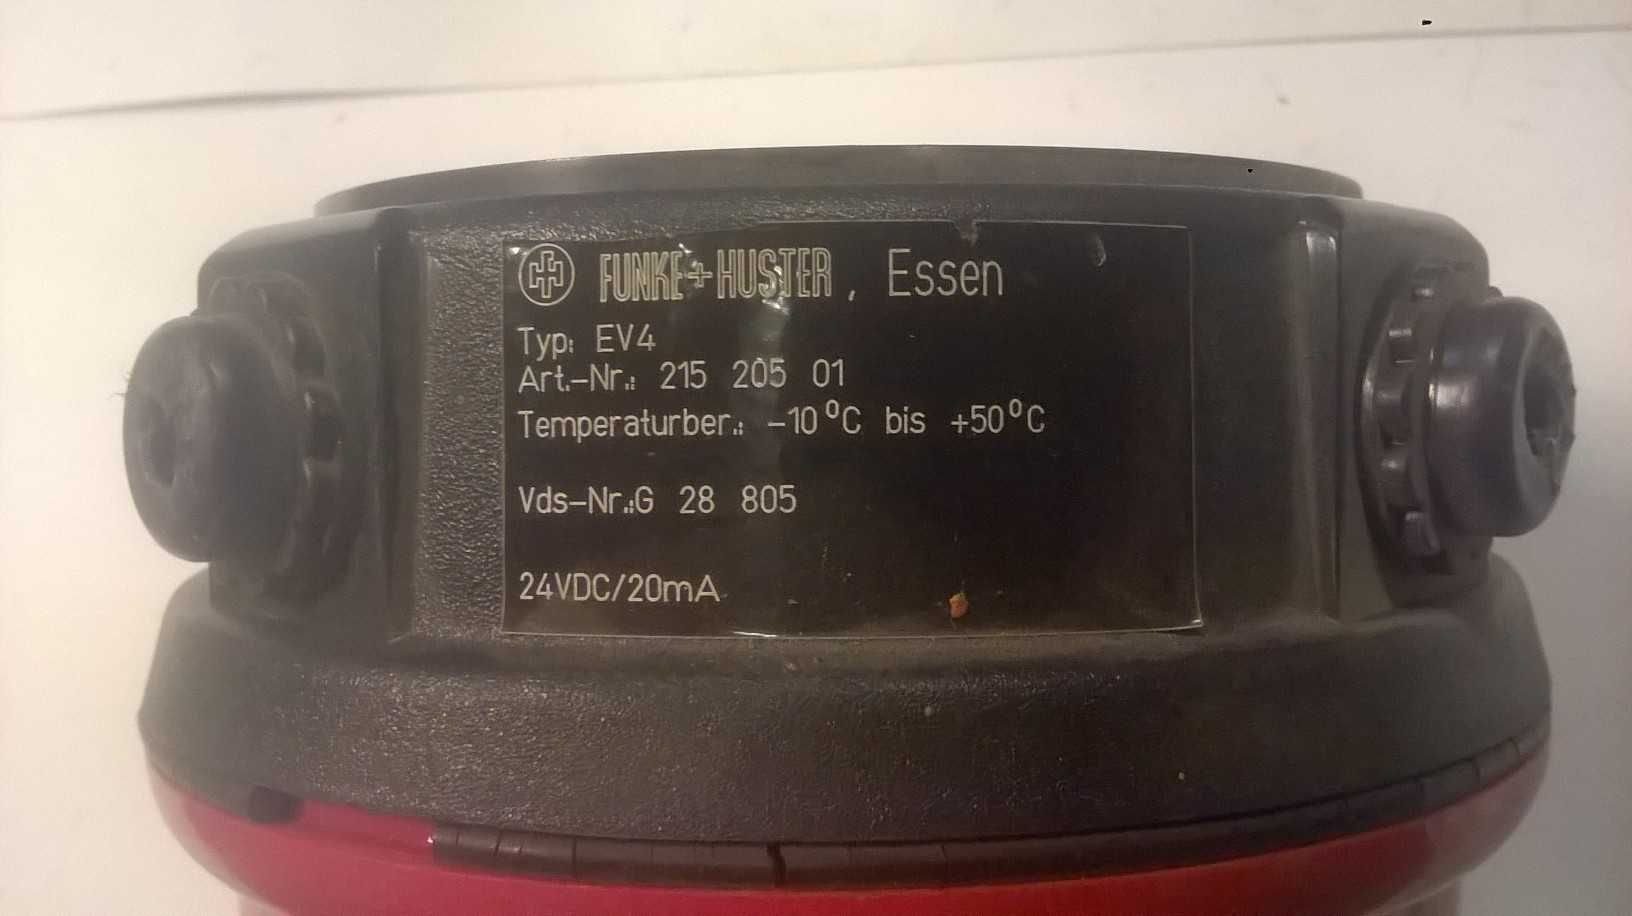 FUNKE+HUSTER, Essen
Typ: EV4
Art.-Nr.: 215 205 01
Temperaturber.: -10°C bis +50°C
Vds-Nr.:G 28 805
24VDC/20mA